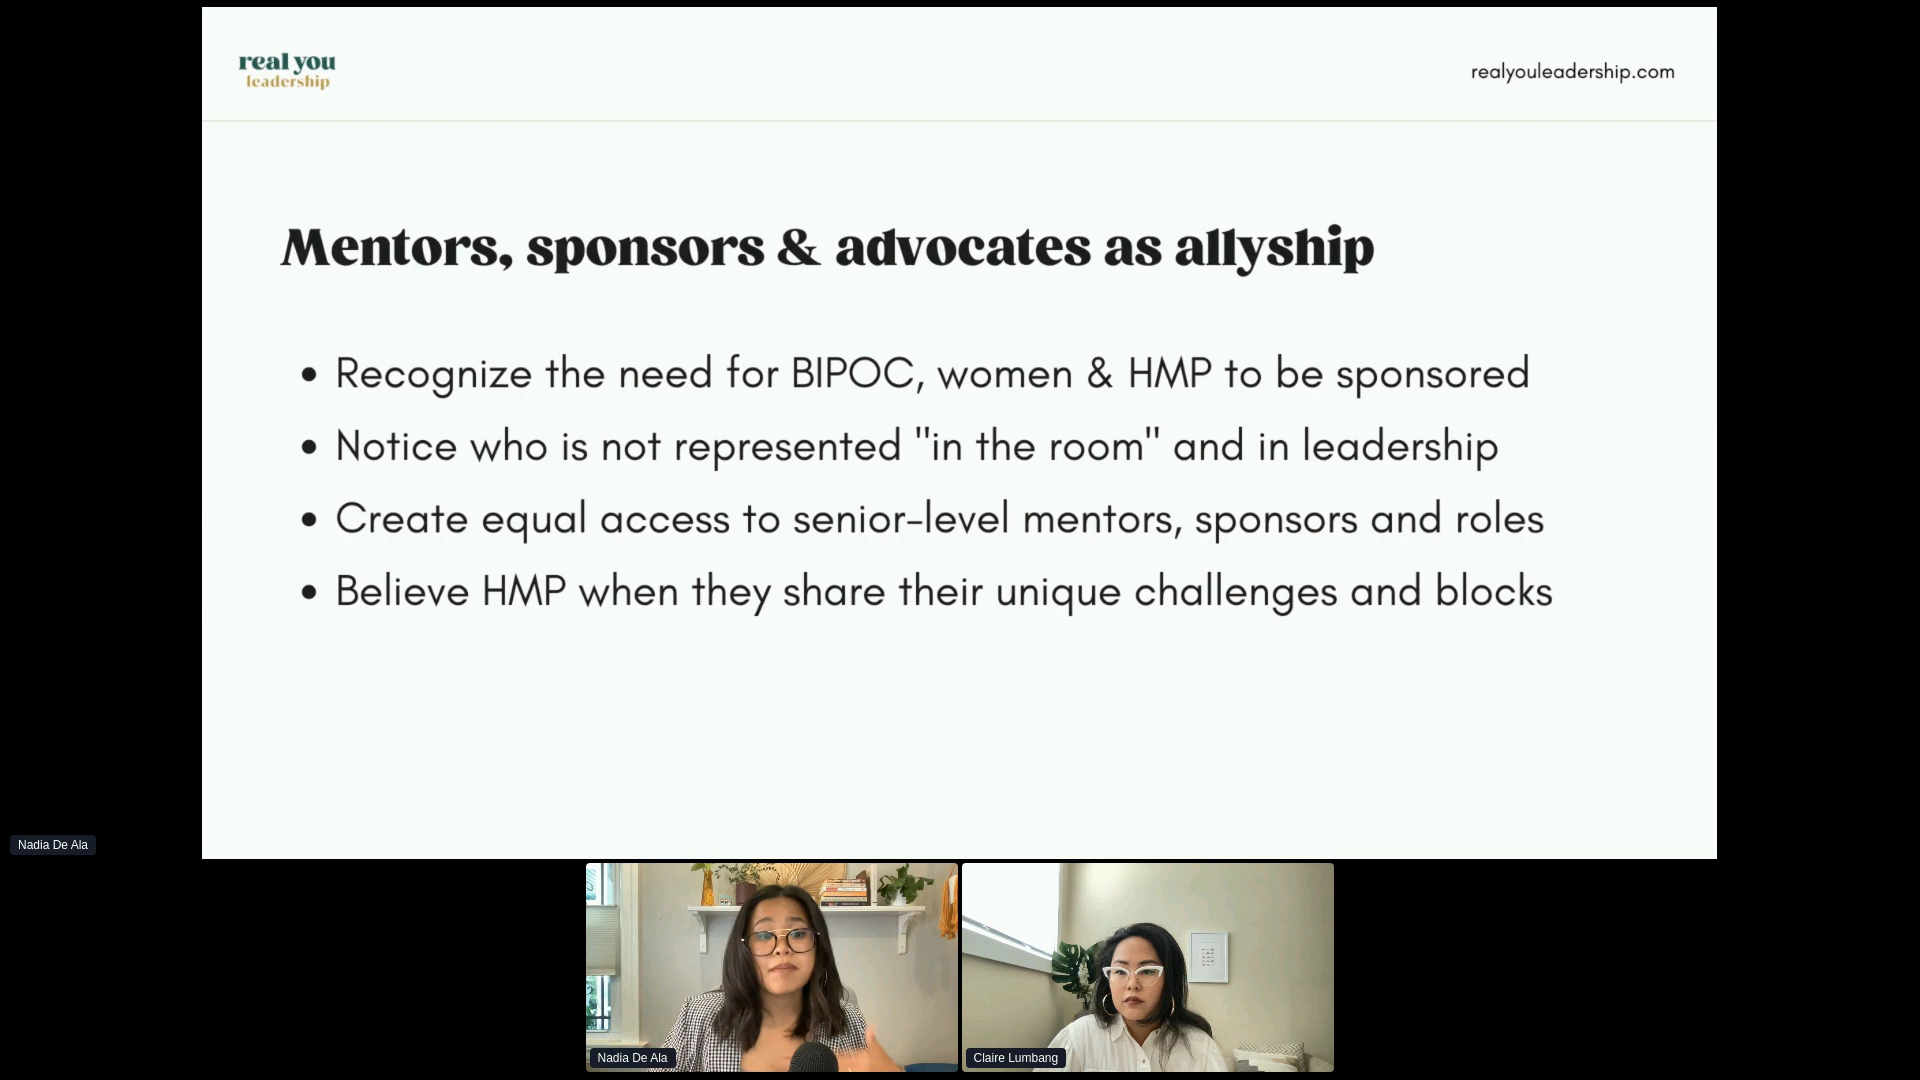 real you
leadership
realyouleadership.com
Mentors, sponsors & advocates as allyship
• Recognize the need for BIPOC, women & HMP to be sponsored
• Notice who is not represented "in the room" and in leadership
• Create equal access to senior-level mentors, sponsors and roles
• Believe HMP when they share their unique challenges and blocks
Nadia De Ala
Nadia De Ala
Claire Lumbang